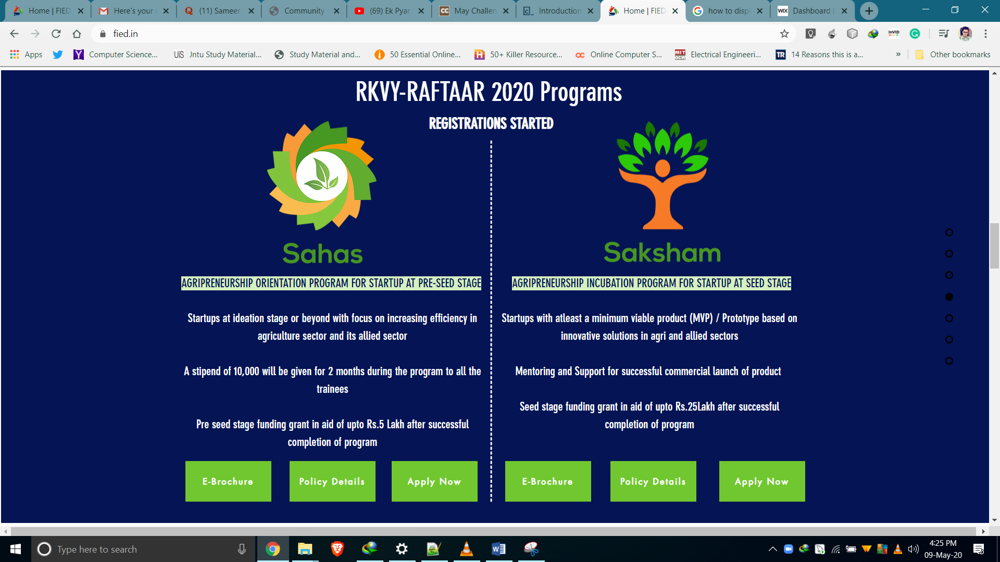 Home | FIED
Here's your
(11) Sameer
Community
(69) Ek Pyar
May Challen
Introduction
Home | FIED
how to displ
WIX
Dashboard |
fied.in
Apps
Computer Science...
UiS
Jntu Study Material...
Study Material and...
50 Essential Online...
50+ Killer Resource...
Online Computer S...
MIT OCW
Electrical Engineeri...
TR
14 Reasons this is a...
»
Other bookmarks
RKVY-RAFTAAR 2020 Programs
REGISTRATIONS STARTED
Sahas
AGRIPRENEURSHIP ORIENTATION PROGRAM FOR STARTUP AT PRE-SEED STAGE
Startups at ideation stage or beyond with focus on increasing efficiency in
agriculture sector and its allied sector
A stipend of 10,000 will be given for 2 months during the program to all the
trainees
Pre seed stage funding grant in aid of upto Rs.5 Lakh after successful
completion of program
E-Brochure
Policy Details
Apply Now
Saksham
AGRIPRENEURSHIP INCUBATION PROGRAM FOR STARTUP AT SEED STAGE
Startups with atleast a minimum viable product (MVP) / Prototype based on
innovative solutions in agri and allied sectors
Mentoring and Support for successful commercial launch of product
Seed stage funding grant in aid of upto Rs.25Lakh after successful
completion of program
E-Brochure
Policy Details
Apply Now
Type here to search
4:25 PM
09-May-20